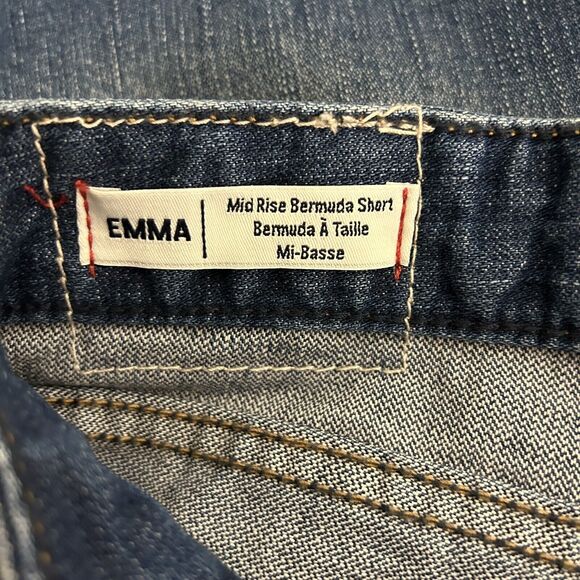 EMMA
Mid Rise Bermuda Short
Bermuda À Taille
Mi-Basse